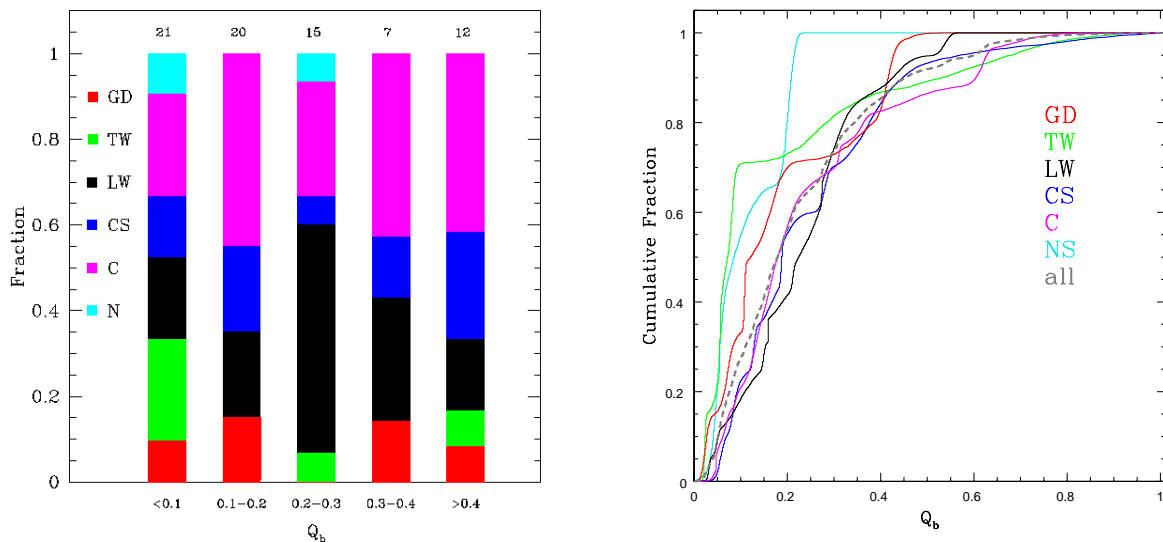 21 20 15 7 12
1
0.8
0.6
0.4
0.2
0
Fraction
GD
TW
LW
CS
C
N
<0.1 0.1−0.2 0.2−0.3 0.3−0.4 >0.4
Q_b
1
0.8
0.6
0.4
0.2
0
Cumulative Fraction
GD
TW
LW
CS
C
NS
all
0 0.2 0.4 0.6 0.8 1
Q_b